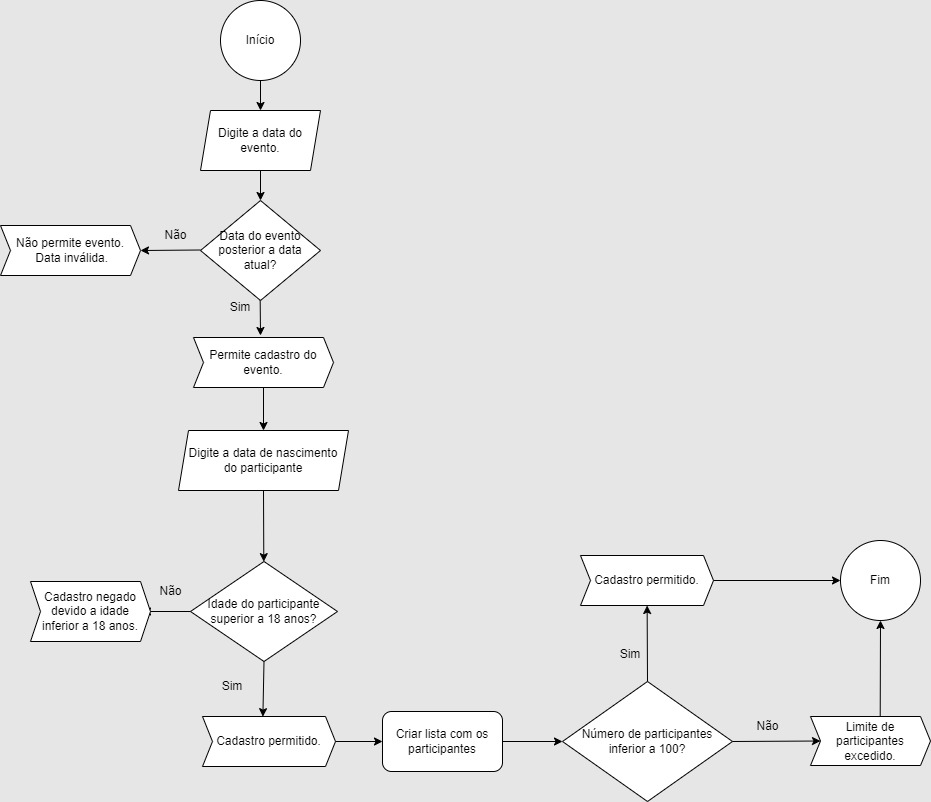 Início
Digite a data do
evento.
Data do evento
posterior a data
atual?
Não
Não permite evento.
Data inválida.
Sim
Permite cadastro do
evento.
Digite a data de nascimento
do participante
Idade do participante
superior a 18 anos?
Não
Cadastro negado
devido a idade
inferior a 18 anos.
Sim
Cadastro permitido.
Criar lista com os
participantes
Número de participantes
inferior a 100?
Sim
Cadastro permitido.
Não
Limite de
participantes
excedido.
Fim